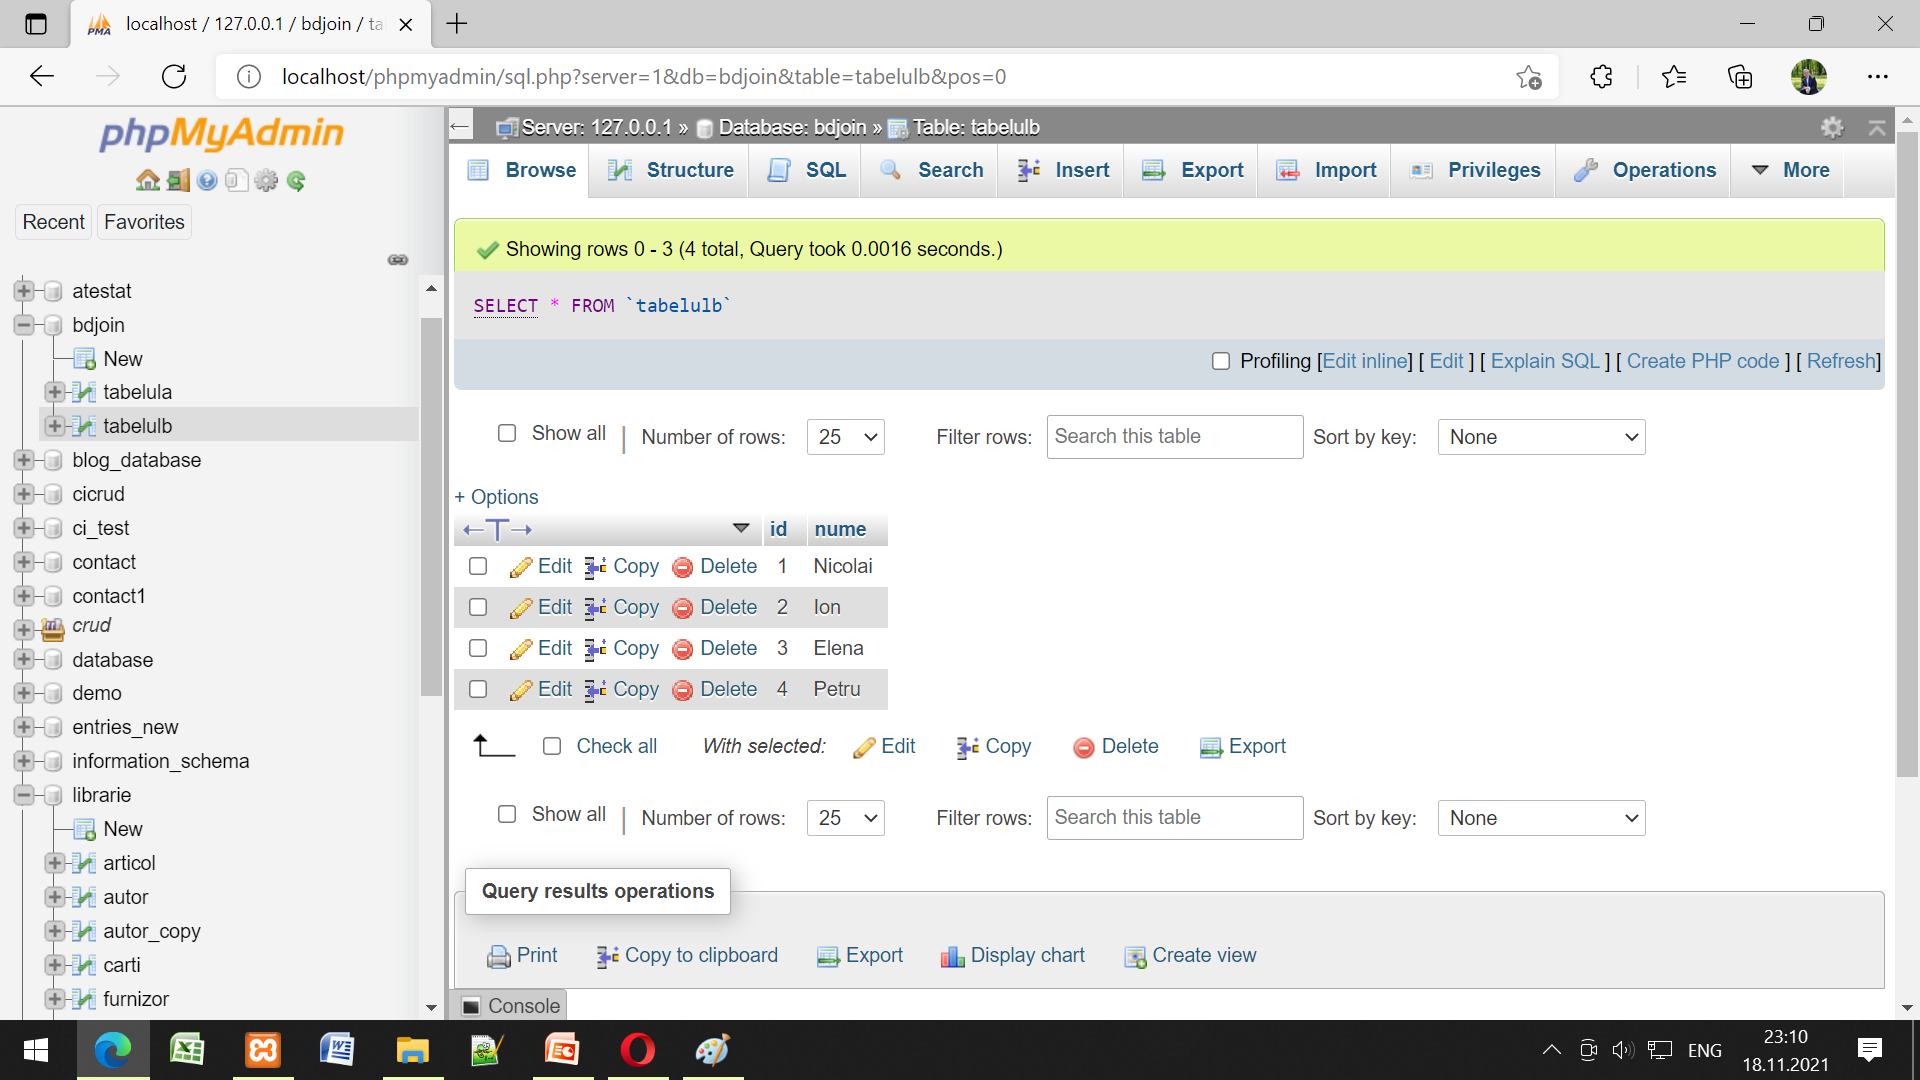 localhost / 127.0.0.1 / bdjoin / ta
localhost/phpmyadmin/sql.php?server=1&db=bdjoin&table=tabelulb&pos=0
phpMyAdmin
Recent Favorites
atestat
bdjoin
New
tabelula
tabelulb
blog_database
cicrud
ci_test
contact
contact1
crud
database
demo
entries_new
information_schema
librarie
New
articol
autor
autor_copy
carti
furnizor
Server: 127.0.0.1 » Database: bdjoin » Table: tabelulb
Browse Structure SQL Search Insert Export Import Privileges Operations More
Showing rows 0 - 3 (4 total, Query took 0.0016 seconds.)
SELECT * FROM `tabelulb`
Profiling [Edit inline] [ Edit ] [ Explain SQL ] [ Create PHP code ] [ Refresh]
Show all | Number of rows: 25 Filter rows: Search this table Sort by key: None
+ Options
←T→ id nume
Edit Copy Delete 1 Nicolai
Edit Copy Delete 2 Ion
Edit Copy Delete 3 Elena
Edit Copy Delete 4 Petru
Check all With selected: Edit Copy Delete Export
Show all | Number of rows: 25 Filter rows: Search this table Sort by key: None
Query results operations
Print Copy to clipboard Export Display chart Create view
Console
ENG
23:10
18.11.2021